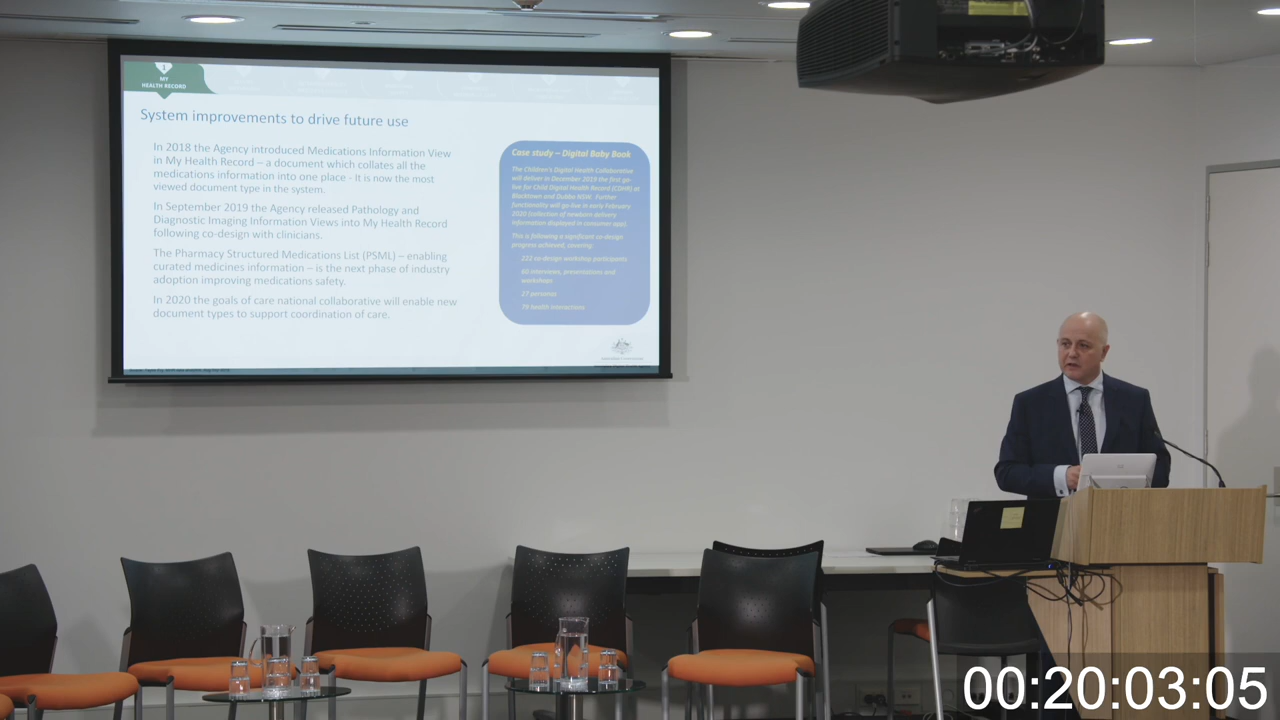 MY
HEALTH RECORD
System improvements to drive future use
In 2018 the Agency introduced Medications Information View
in My Health Record – a document which collates all the
medications information into one place - It is now the most
viewed document type in the system.
In September 2019 the Agency released Pathology and
Diagnostic Imaging Information Views into My Health Record
following co-design with clinicians.
The Pharmacy Structured Medications List (PSML) – enabling
curated medicines information – is the next phase of industry
adoption improving medications safety.
In 2020 the goals of care national collaborative will enable new
document types to support coordination of care.
Case study – Digital Baby Book
The Children's Digital Health Collaborative
will deliver in December 2019 the first go-
live for Child Digital Health Record (CDHR) at
Blacktown and Dubbo NSW. Further
functionality will go-live in early February
2020 (collection of newborn delivery
information displayed in consumer app).
This is following a significant co-design
progress achieved, covering:
222 co-design workshop participants
60 interviews, presentations and
workshops
27 personas
79 health interactions
00:20:03:05